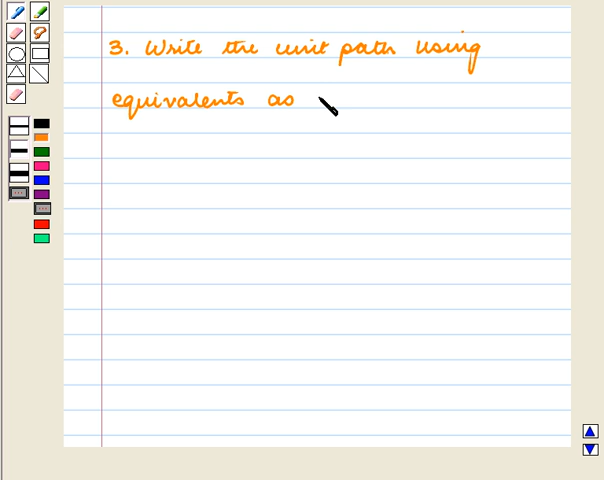 3. Write the unit path using
equivalents as